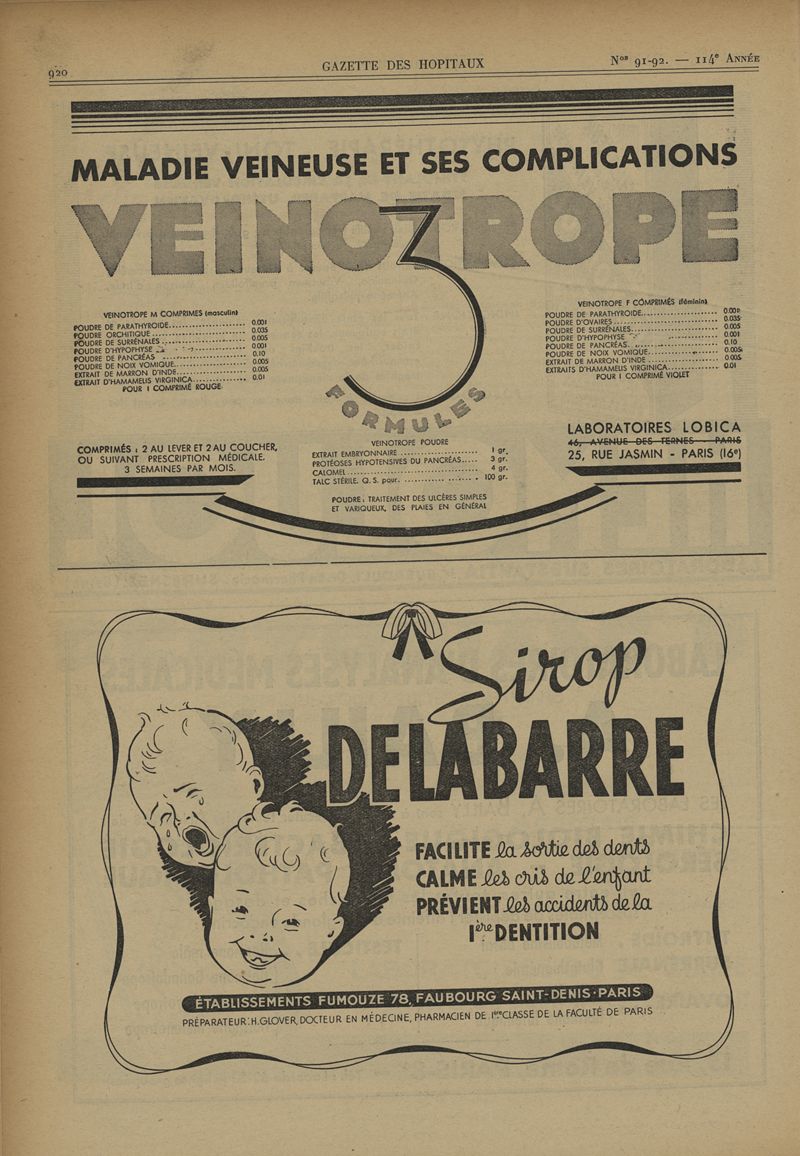 920
GAZETTE DES HOPITAUX
Nos 91-92. — 114e ANNÉE
MALADIE VEINEUSE ET SES COMPLICATIONS
VEINOTROPE
3
FORMULES
VEINOTROPE M COMPRIMES (masculin)
POUDRE DE PARATHYROIDE 0.001
POUDRE ORCHITIQUE 0.035
POUDRE DE SURRÉNALES 0.005
POUDRE D'HYPOPHYSE 0.001
POUDRE DE PANCRÉAS 0.10
POUDRE DE NOIX VOMIQUE 0.005
EXTRAIT DE MARRON D'INDE 0.005
EXTRAIT D'HAMAMELIS VIRGINICA 0.01
POUR 1 COMPRIMÉ ROUGE
COMPRIMÉS : 2 AU LEVER ET 2 AU COUCHER,
OU SUIVANT PRESCRIPTION MÉDICALE.
3 SEMAINES PAR MOIS.
VEINOTROPE POUDRE
EXTRAIT EMBRYONNAIRE 1 gr.
PROTÉOSES HYPOTENSIVES DU PANCRÉAS 3 gr.
CALOMEL 4 gr.
TALC STÉRILE. Q. S. pour. 100 gr.
POUDRE : TRAITEMENT DES ULCÈRES SIMPLES
ET VARIQUEUX, DES PLAIES EN GÉNÉRAL
VEINOTROPE F COMPRIMÉS (féminin)
POUDRE DE PARATHYROIDE
POUDRE D'OVAIRES 0.035
POUDRE DE SURRÉNALES 0.005
POUDRE D'HYPOPHYSE 0.001
POUDRE DE PANCRÉAS 0.10
POUDRE DE NOIX VOMIQUE 0.005
EXTRAIT DE MARRON D'INDE 0.005
EXTRAITS D'HAMAMELIS VIRGINICA 0.01
POUR 1 COMPRIMÉ VIOLET
LABORATOIRES LOBICA
46, AVENUE DES TERNES - PARIS
25, RUE JASMIN - PARIS (16e)
Sirop
DELABARRE
FACILITE la sortie des dents
CALME les cris de l'enfant
PRÉVIENT les accidents de la
1ère DENTITION
ÉTABLISSEMENTS FUMOUZE 78, FAUBOURG SAINT-DENIS-PARIS
PRÉPARATEUR : H. GLOVER, DOCTEUR EN MÉDECINE, PHARMACIEN DE 1ère CLASSE DE LA FACULTÉ DE PARIS